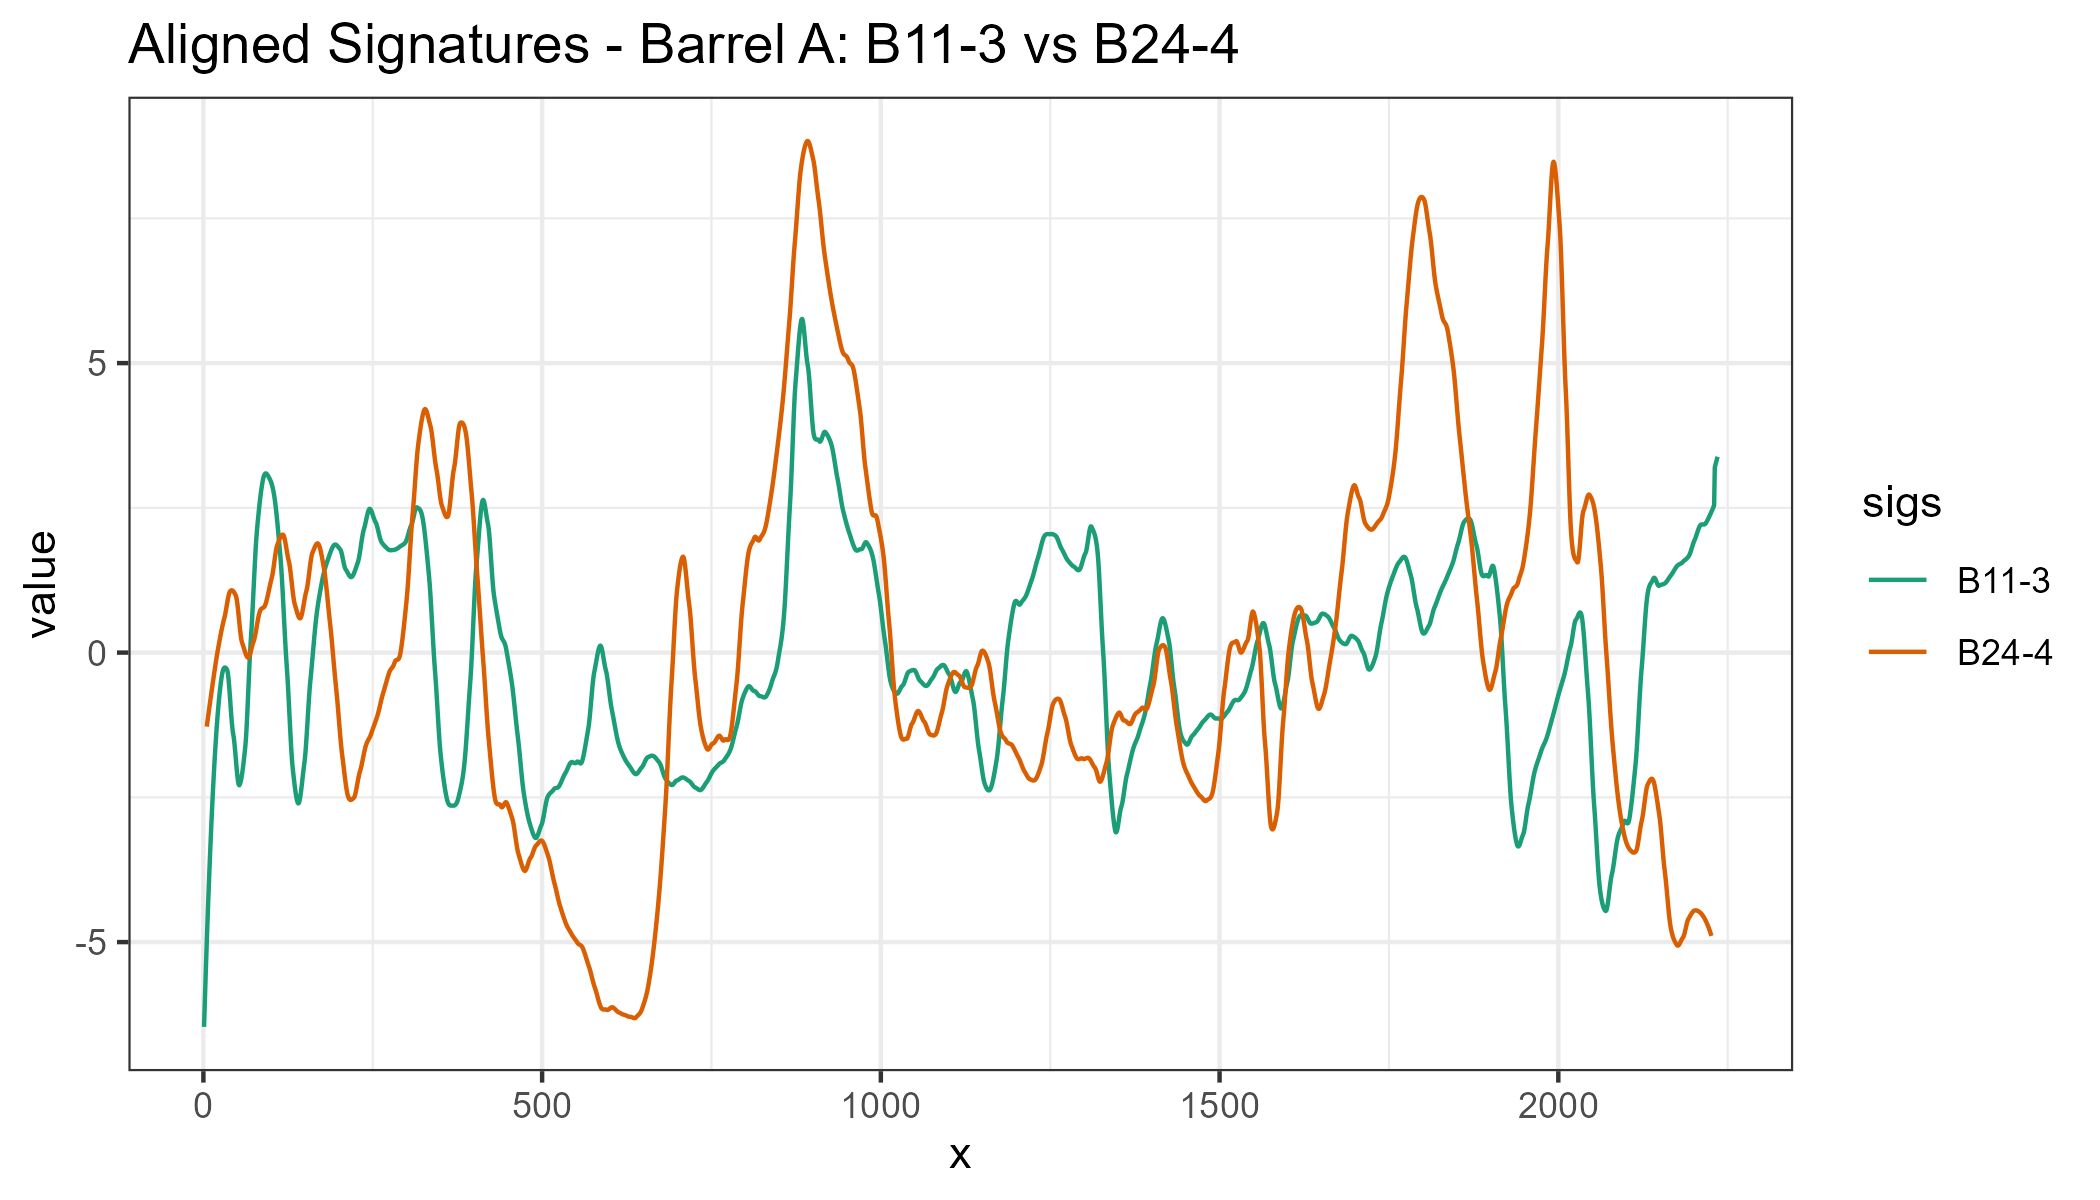 Aligned Signatures - Barrel A: B11-3 vs B24-4
value
5
0
-5
0
500
1000
1500
2000
x
sigs
B11-3
B24-4